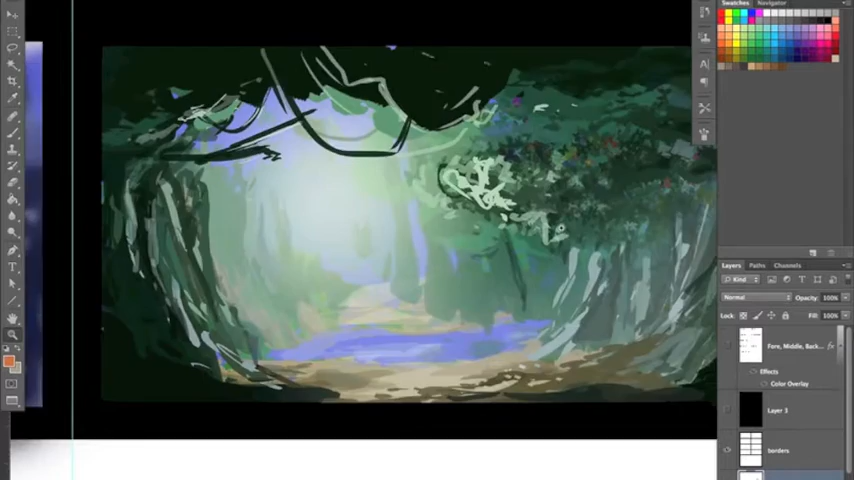 Swatches Navigator
Layers Paths Channels
Kind
Normal Opacity: 100%
Lock: Fill: 100%
Fore, Middle, Back...
Effects
Color Overlay
Layer 3
borders